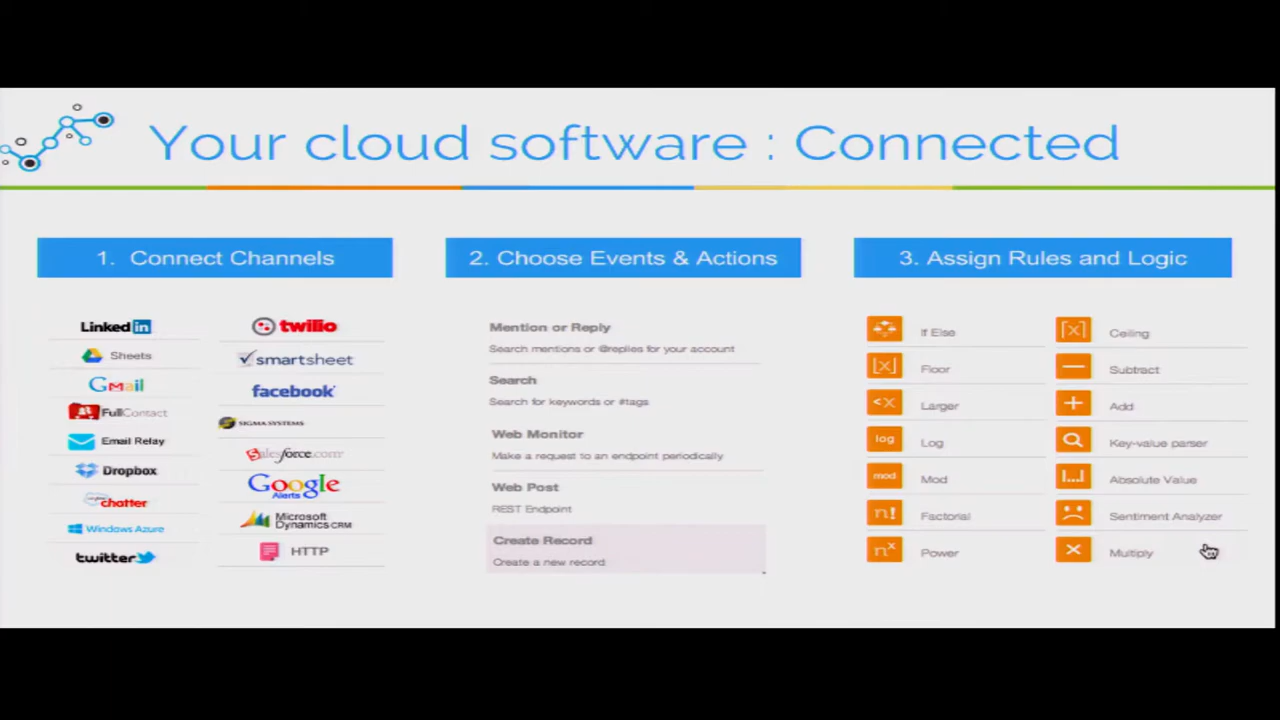 Your cloud software : Connected
1. Connect Channels
LinkedIn
Sheets
Gmail
FullContact
Email Relay
Dropbox
chatter
Windows Azure
twitter
twilio
smartsheet
facebook
SIGMA SYSTEMS
salesforce.com
Google
Alerts
Microsoft
Dynamics CRM
HTTP
2. Choose Events & Actions
Mention or Reply
Search mentions or @replies for your account
Search
Search for keywords or #tags
Web Monitor
Make a request to an endpoint periodically
Web Post
REST Endpoint
Create Record
Create a new record
3. Assign Rules and Logic
If Else
[x] Floor
<x Larger
log Log
mod Mod
n! Factorial
n^x Power
[x] Ceiling
− Subtract
+ Add
Key-value parser
|...| Absolute Value
Sentiment Analyzer
× Multiply